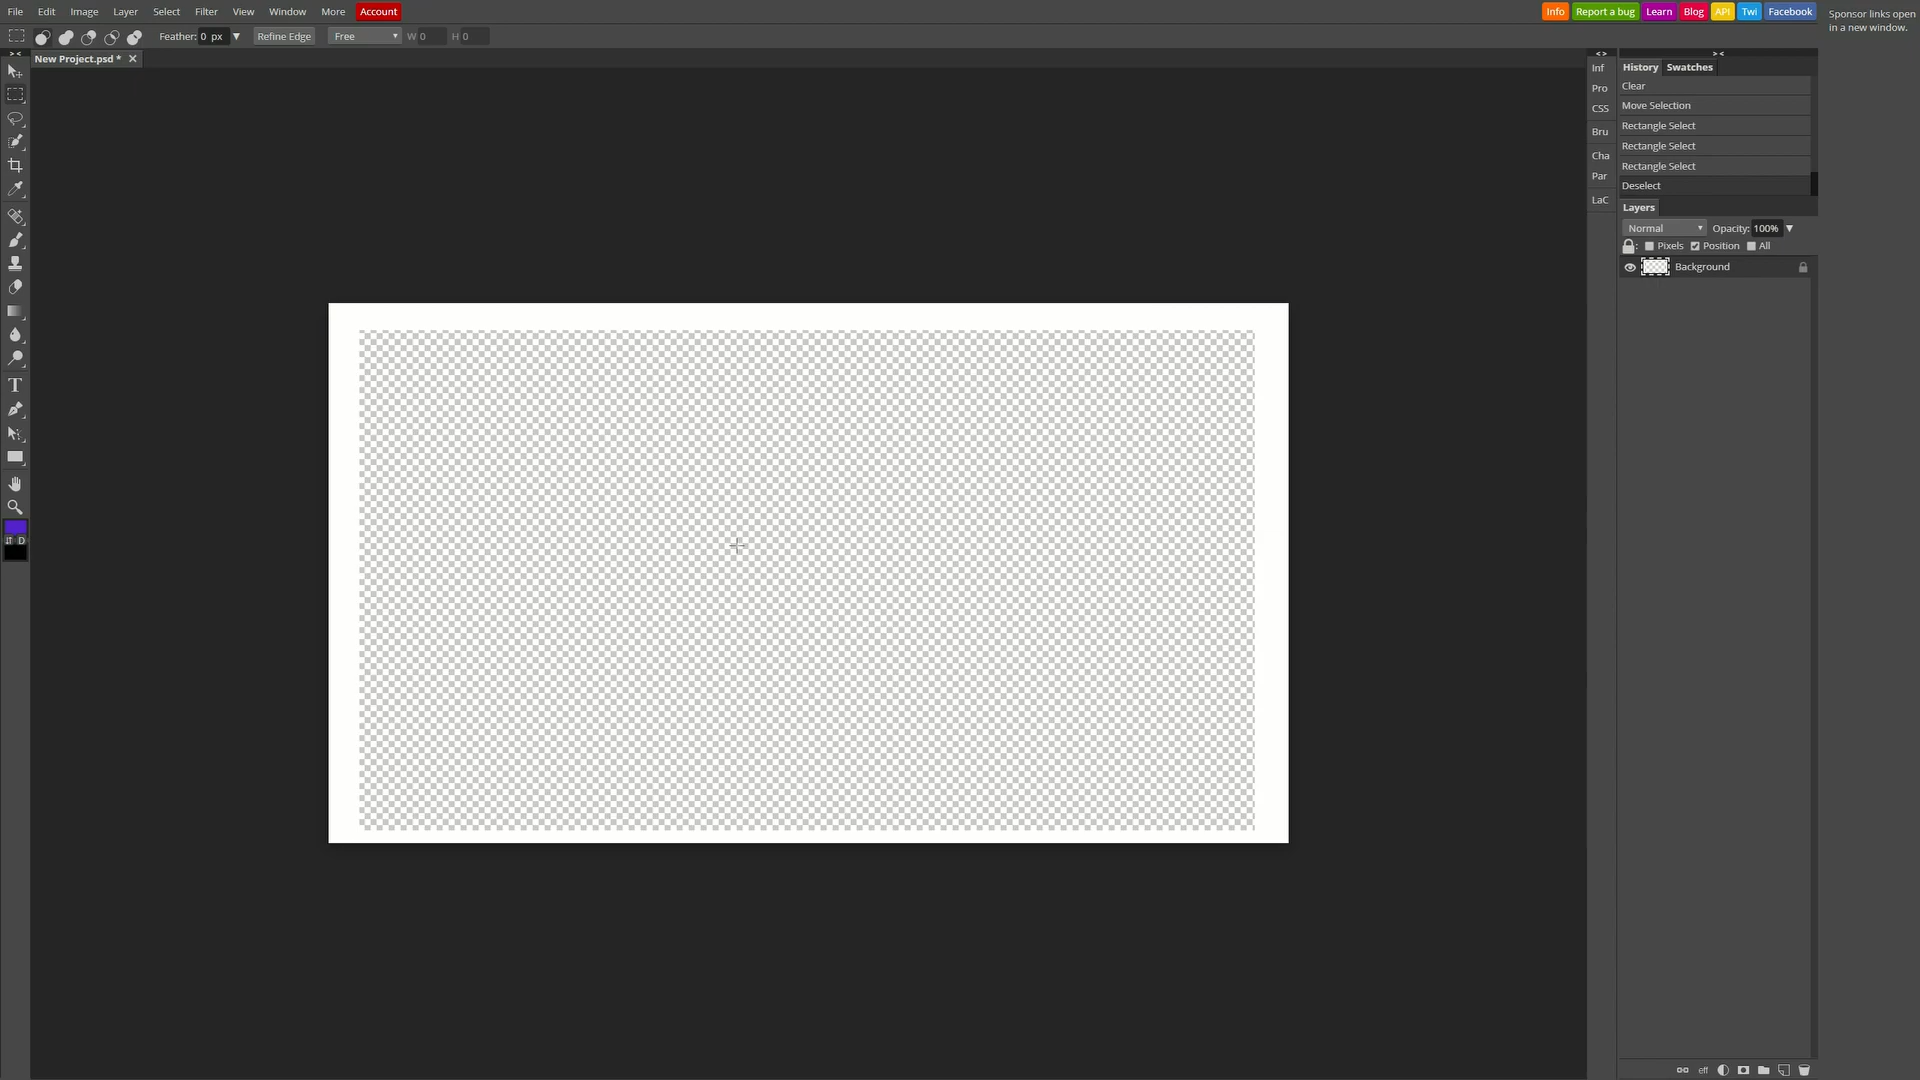 File Edit Image Layer Select Filter View Window More Account Info Report a bug Learn Blog API Twi Facebook
Sponsor links open
in a new window.
Feather: 0 px Refine Edge Free W 0 H 0
New Project.psd *
Inf
Pro
CSS
Bru
Cha
Par
LaC
History Swatches
Clear
Move Selection
Rectangle Select
Rectangle Select
Rectangle Select
Deselect
Layers
Normal Opacity: 100%
Pixels Position All
Background
T
D
eff